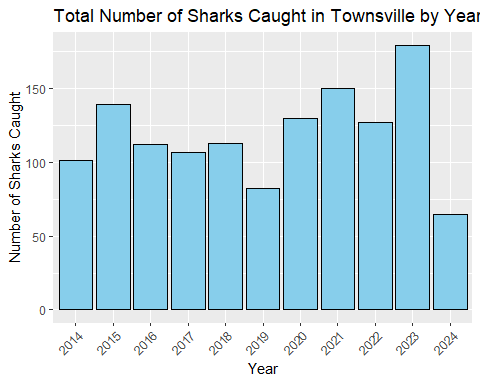 Total Number of Sharks Caught in Townsville by Year
Number of Sharks Caught
150
100
50
0
2014 2015 2016 2017 2018 2019 2020 2021 2022 2023 2024
Year